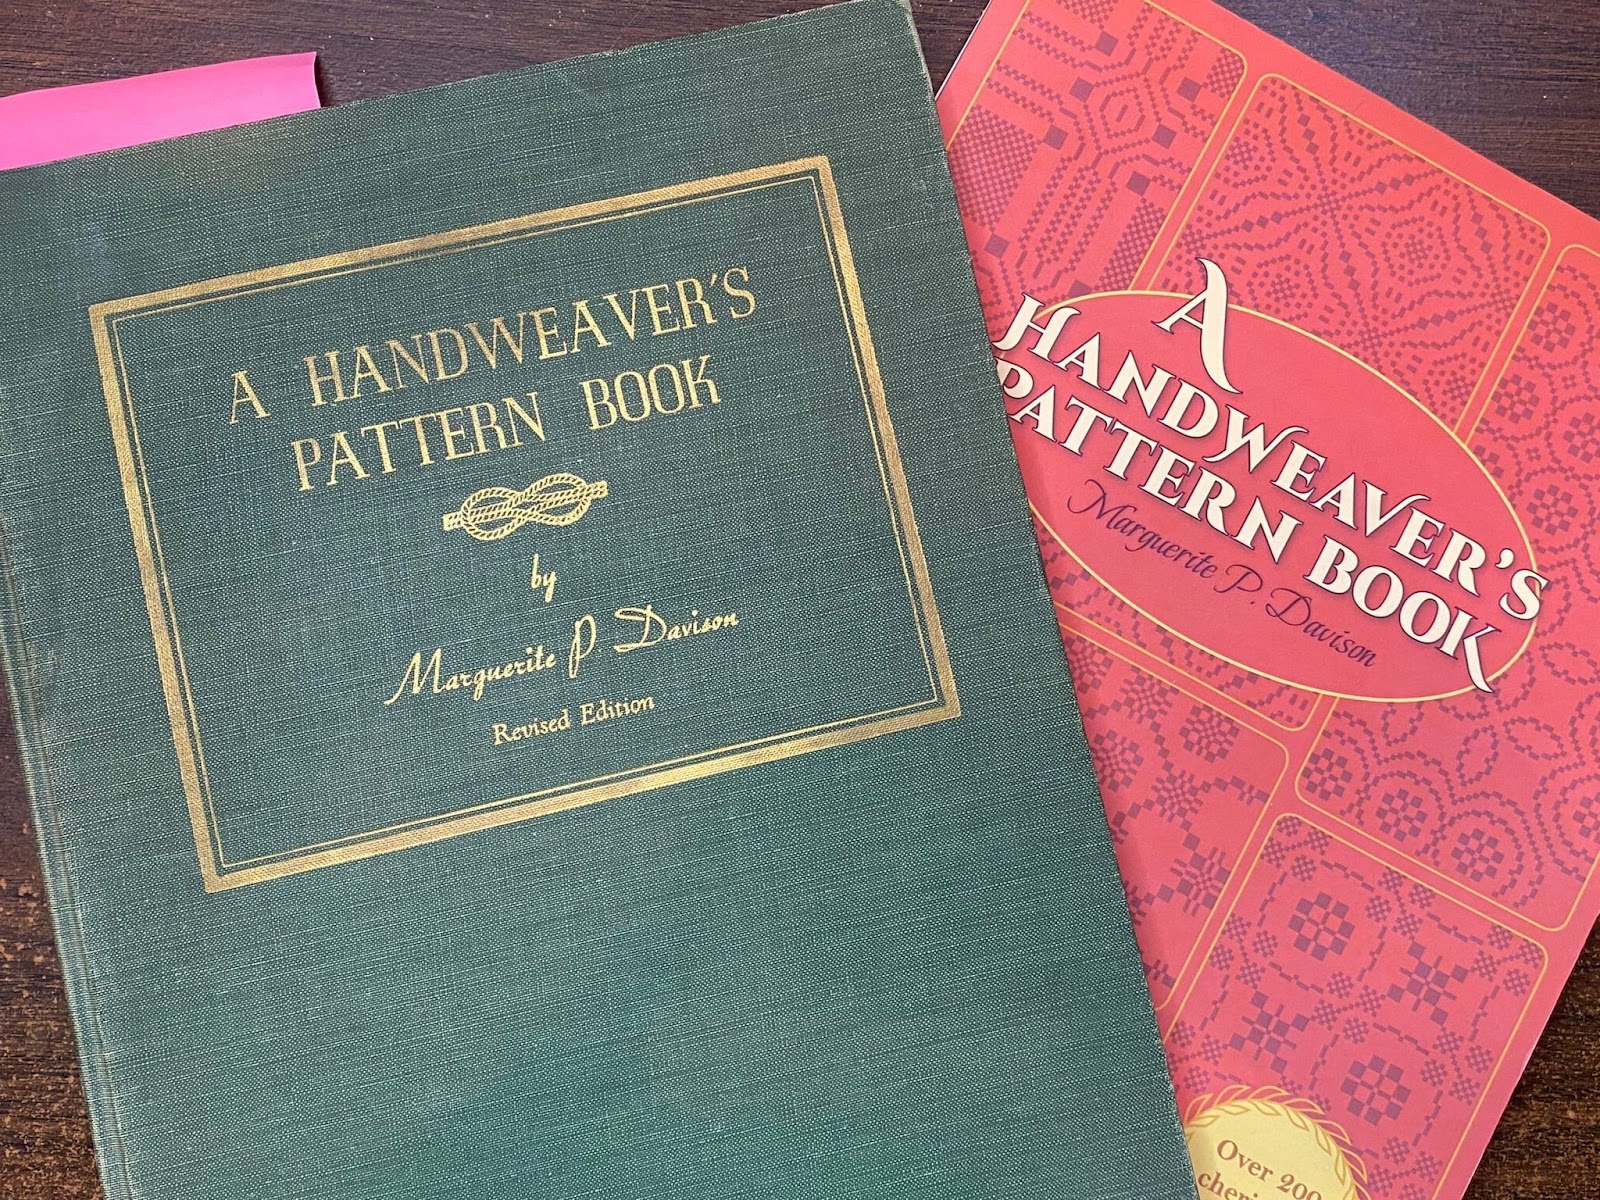 A HANDWEAVER'S
PATTERN BOOK
by
Marguerite P Davison
Revised Edition
A
HANDWEAVER'S
PATTERN BOOK
Marguerite P. Davison
Over 200